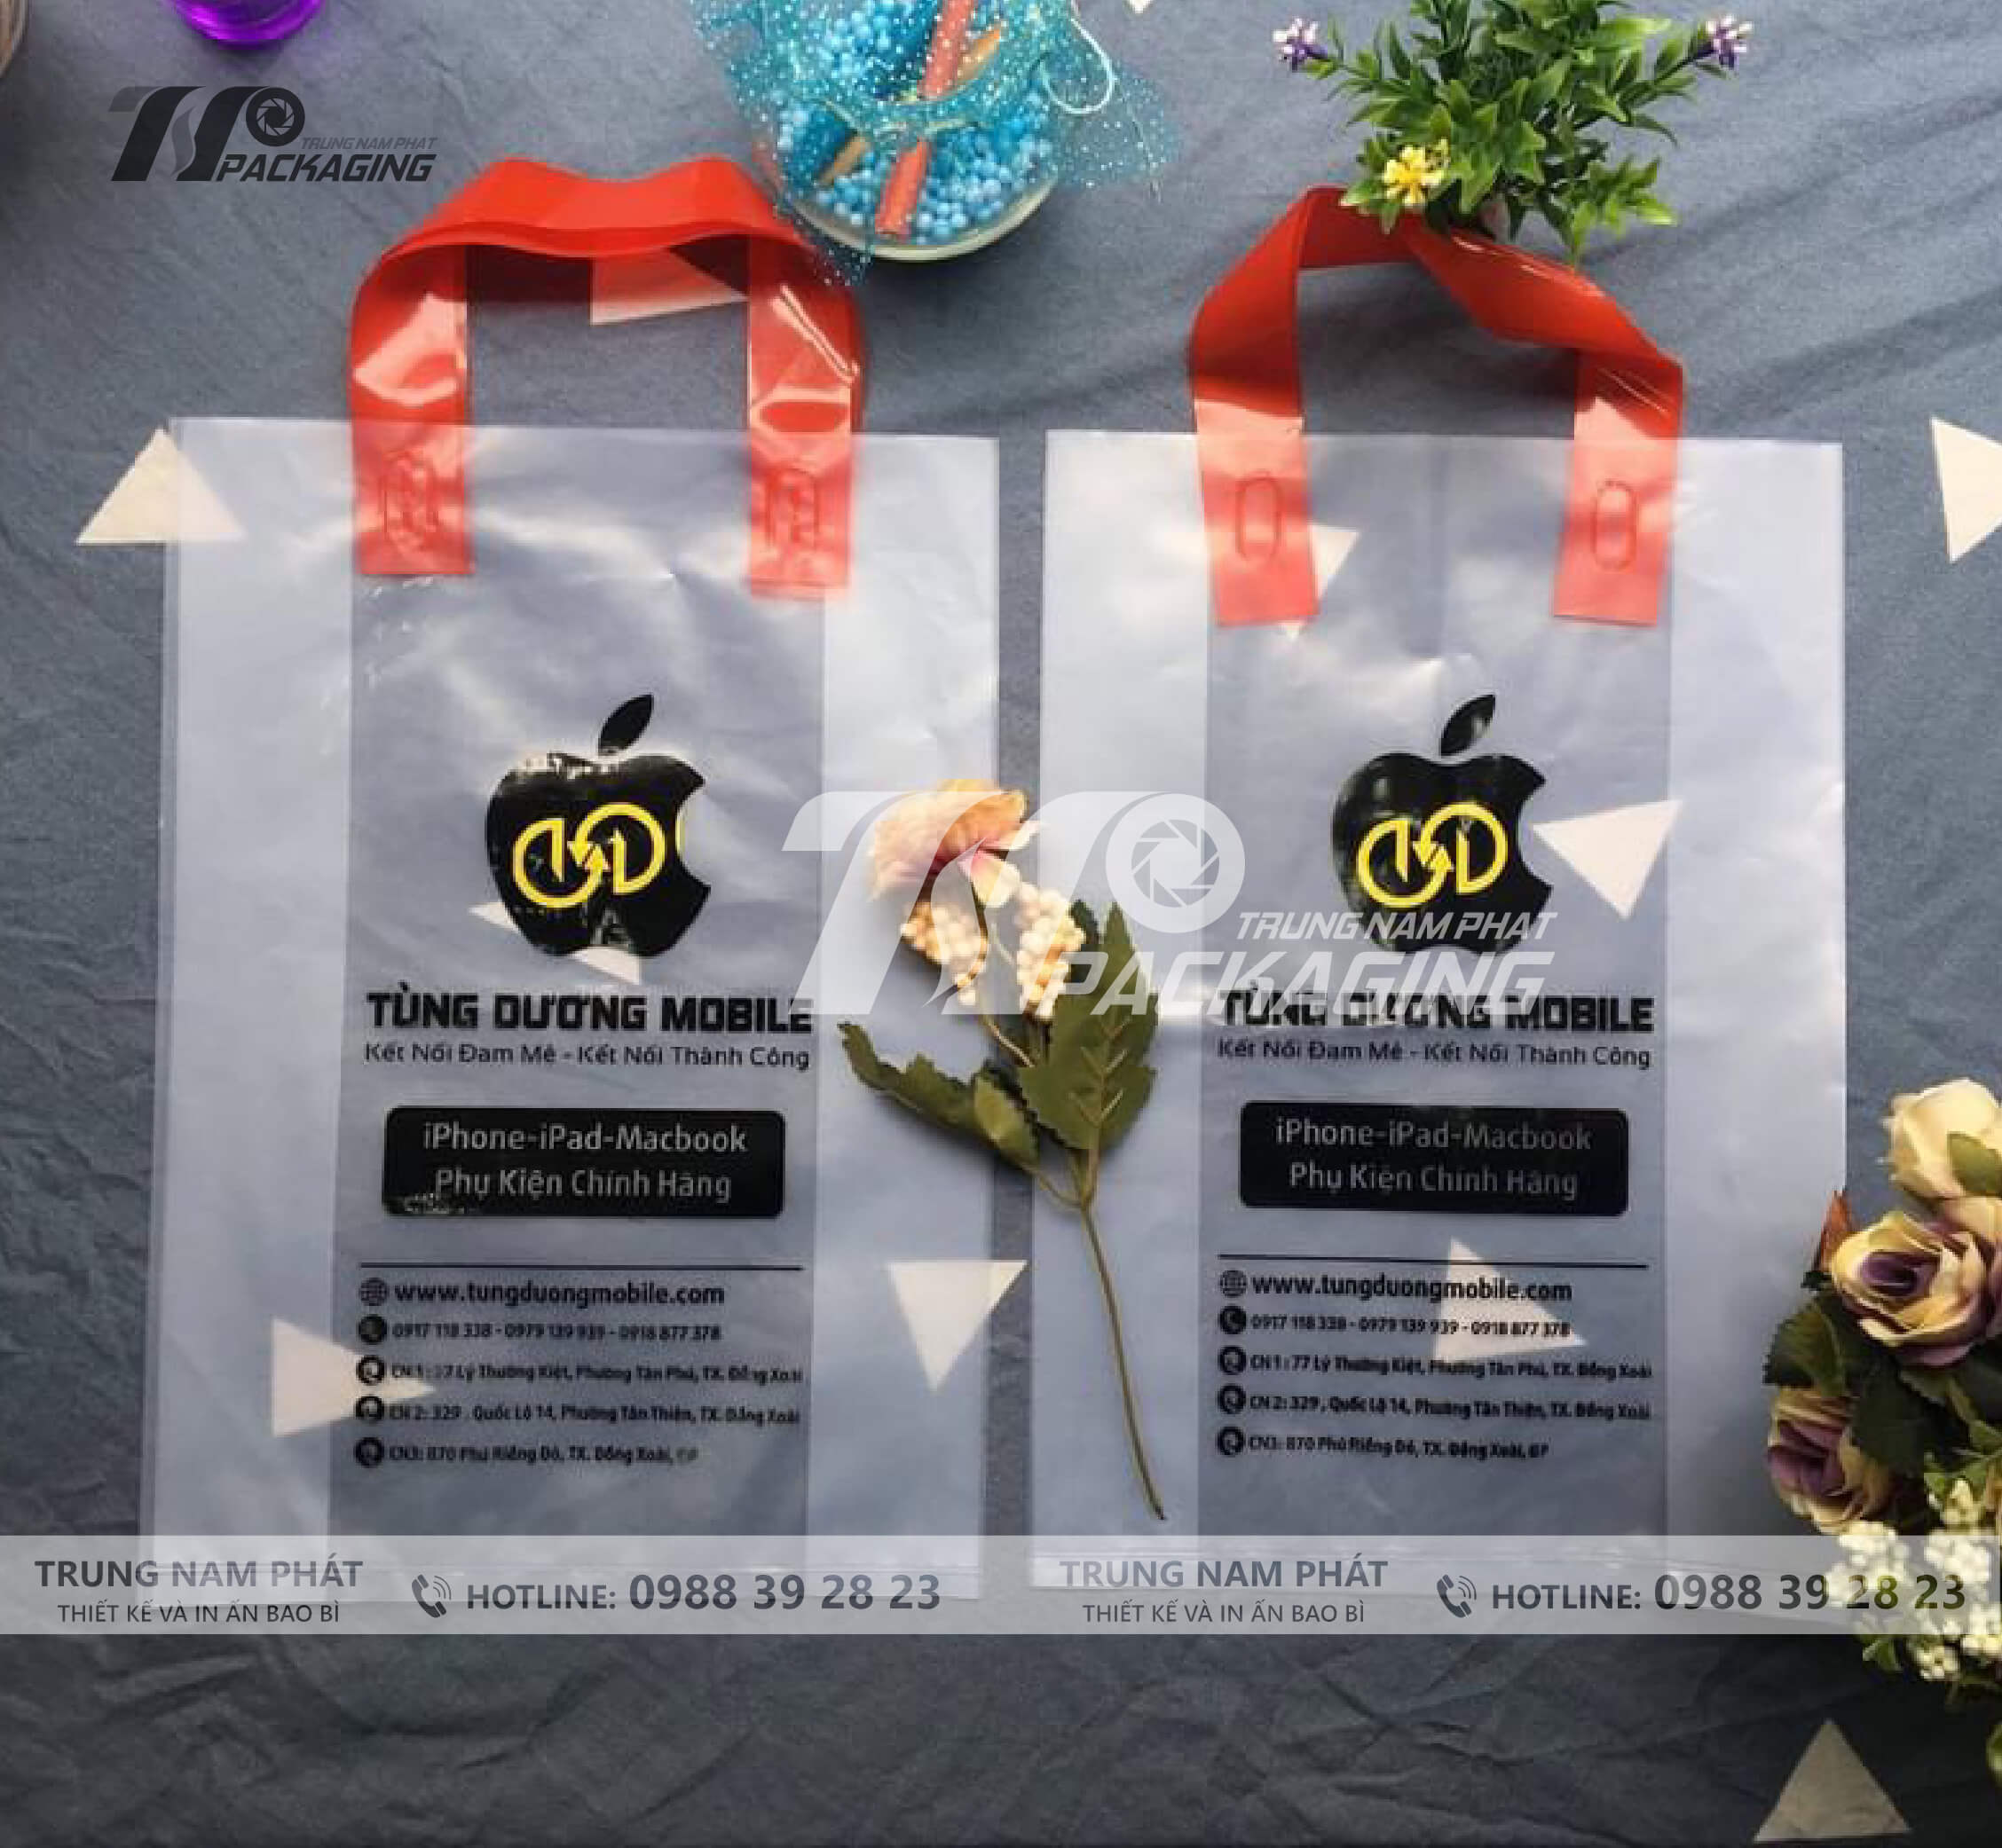 TRUNG NAM PHAT
PACKAGING
TÙNG DƯƠNG MOBILE
Kết Nối Đam Mê - Kết Nối Thành Công
iPhone-iPad-Macbook
Phụ Kiện Chính Hãng
www.tungduongmobile.com
0917 118 338 - 0979 139 939 - 0918 877 378
CN 1: 77 Lý Thường Kiệt, Phường Tân Phú, TX. Đồng Xoài
CN 2: 329, Quốc Lộ 14, Phường Tân Thiện, TX. Đồng Xoài
CN3: 870 Phú Riềng Đỏ, TX. Đồng Xoài,
TRUNG NAM PHAT
PACKAGING
TÙNG DƯƠNG MOBILE
Kết Nối Đam Mê - Kết Nối Thành Công
iPhone-iPad-Macbook
Phụ Kiện Chính Hãng
www.tungduongmobile.com
0917 118 338 - 0979 139 939 - 0918 877 378
CN 1: 77 Lý Thường Kiệt, Phường Tân Phú, TX. Đồng Xoài
CN 2: 329, Quốc Lộ 14, Phường Tân Thiện, TX. Đồng Xoài
CN3: 870 Phú Riềng Đỏ, TX. Đồng Xoài, BP
TRUNG NAM PHÁT
THIẾT KẾ VÀ IN ẤN BAO BÌ
HOTLINE: 0988 39 28 23
TRUNG NAM PHÁT
THIẾT KẾ VÀ IN ẤN BAO BÌ
HOTLINE: 0988 39 28 23